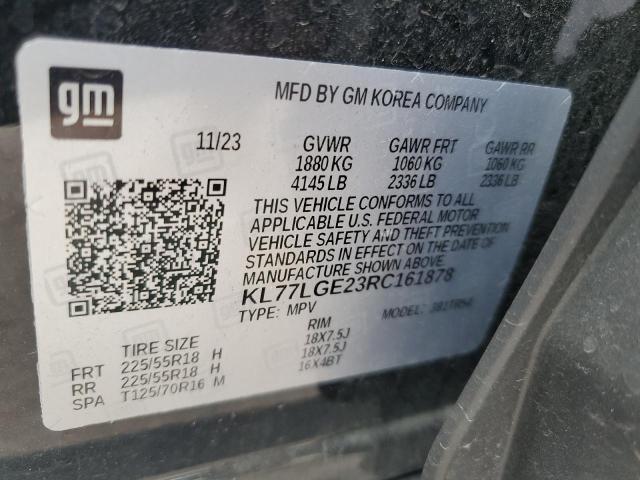 gm
MFD BY GM KOREA COMPANY
11/23 GVWR GAWR FRT GAWR RR
1880 KG 1060 KG 1060 KG
4145 LB 2336 LB 2336 LB
THIS VEHICLE CONFORMS TO ALL
APPLICABLE U.S. FEDERAL MOTOR
VEHICLE SAFETY AND THEFT PREVENTION
STANDARDS IN EFFECT ON THE DATE OF
MANUFACTURE SHOWN ABOVE.
KL77LGE23RC161878
TYPE: MPV MODEL:
TIRE SIZE RIM
FRT 225/55R18 H 18X7.5J
RR 225/55R18 H 18X7.5J
SPA T125/70R16 M 16X4BT